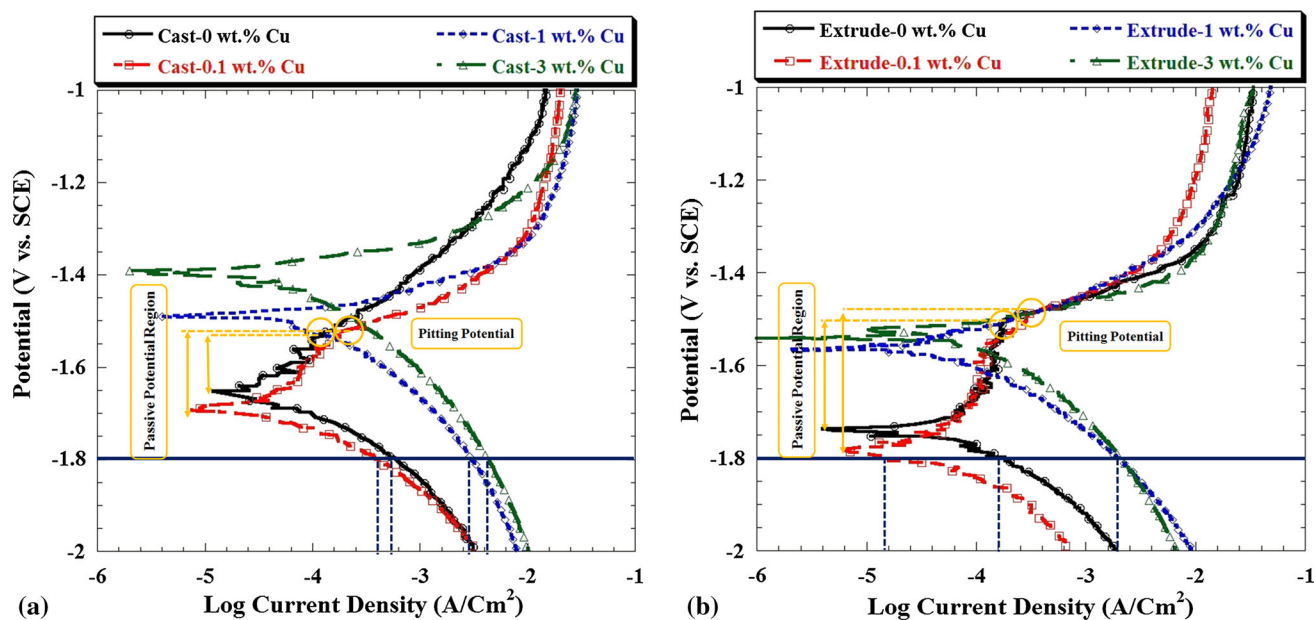 Cast-0 wt.% Cu
Cast-1 wt.% Cu
Cast-0.1 wt.% Cu
Cast-3 wt.% Cu
-1
-1.2
-1.4
-1.6
-1.8
-2
Potential (V vs. SCE)
Passive Potential Region
Pitting Potential
-6
-5
-4
-3
-2
-1
Log Current Density (A/Cm²)
(a)
Extrude-0 wt.% Cu
Extrude-1 wt.% Cu
Extrude-0.1 wt.% Cu
Extrude-3 wt.% Cu
-1
-1.2
-1.4
-1.6
-1.8
-2
Potential (V vs. SCE)
Passive Potential Region
Pitting Potential
-6
-5
-4
-3
-2
-1
Log Current Density (A/Cm²)
(b)